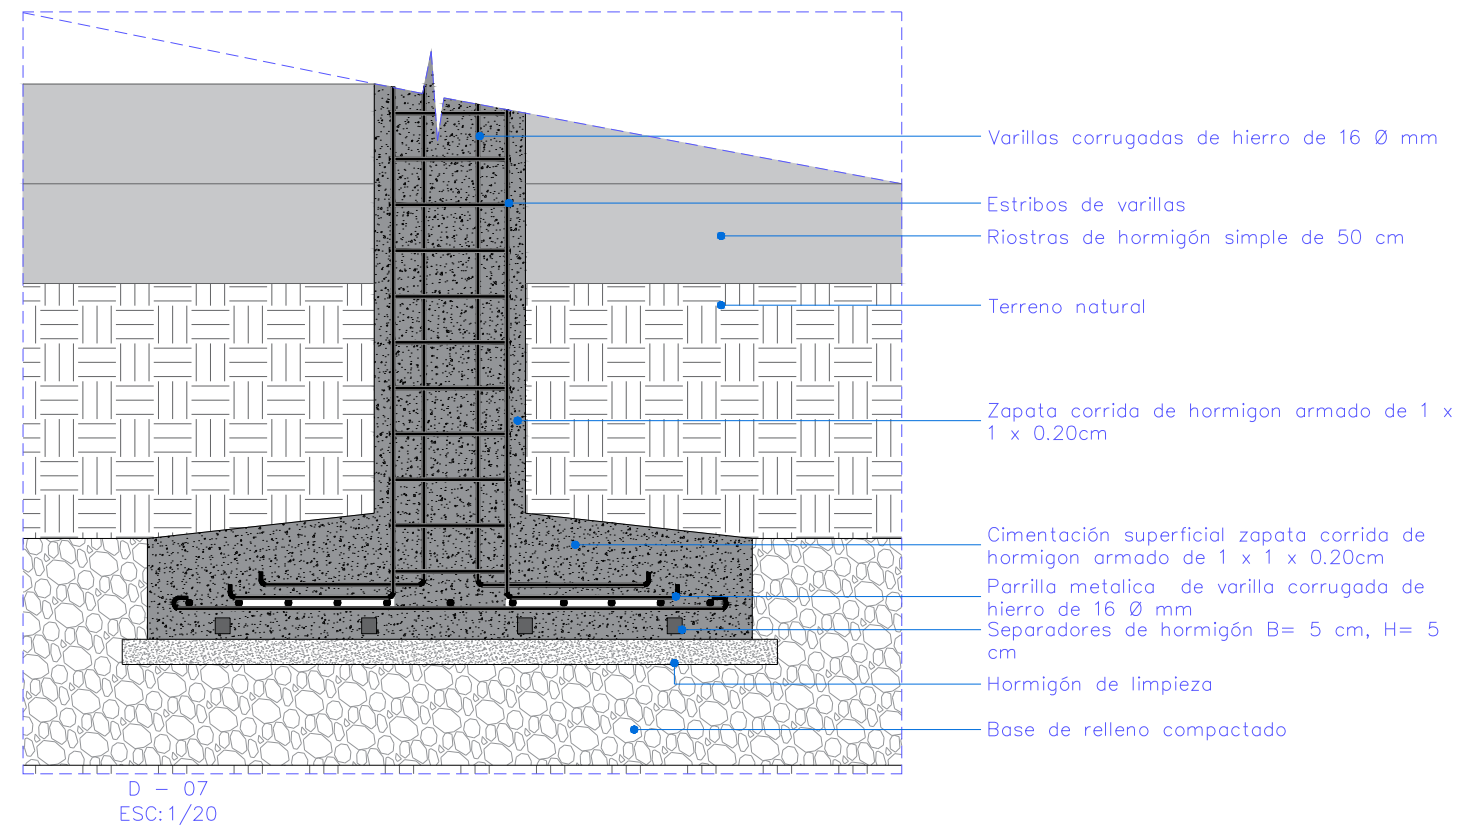 Varillas corrugadas de hierro de 16 Ø mm
Estribos de varillas
Riostras de hormigón simple de 50 cm
Terreno natural
Zapata corrida de hormigon armado de 1 x
1 x 0.20cm
Cimentación superficial zapata corrida de
hormigon armado de 1 x 1 x 0.20cm
Parrilla metalica de varilla corrugada de
hierro de 16 Ø mm
Separadores de hormigón B= 5 cm, H= 5
cm
Hormigón de limpieza
Base de relleno compactado
D - 07
ESC:1/20